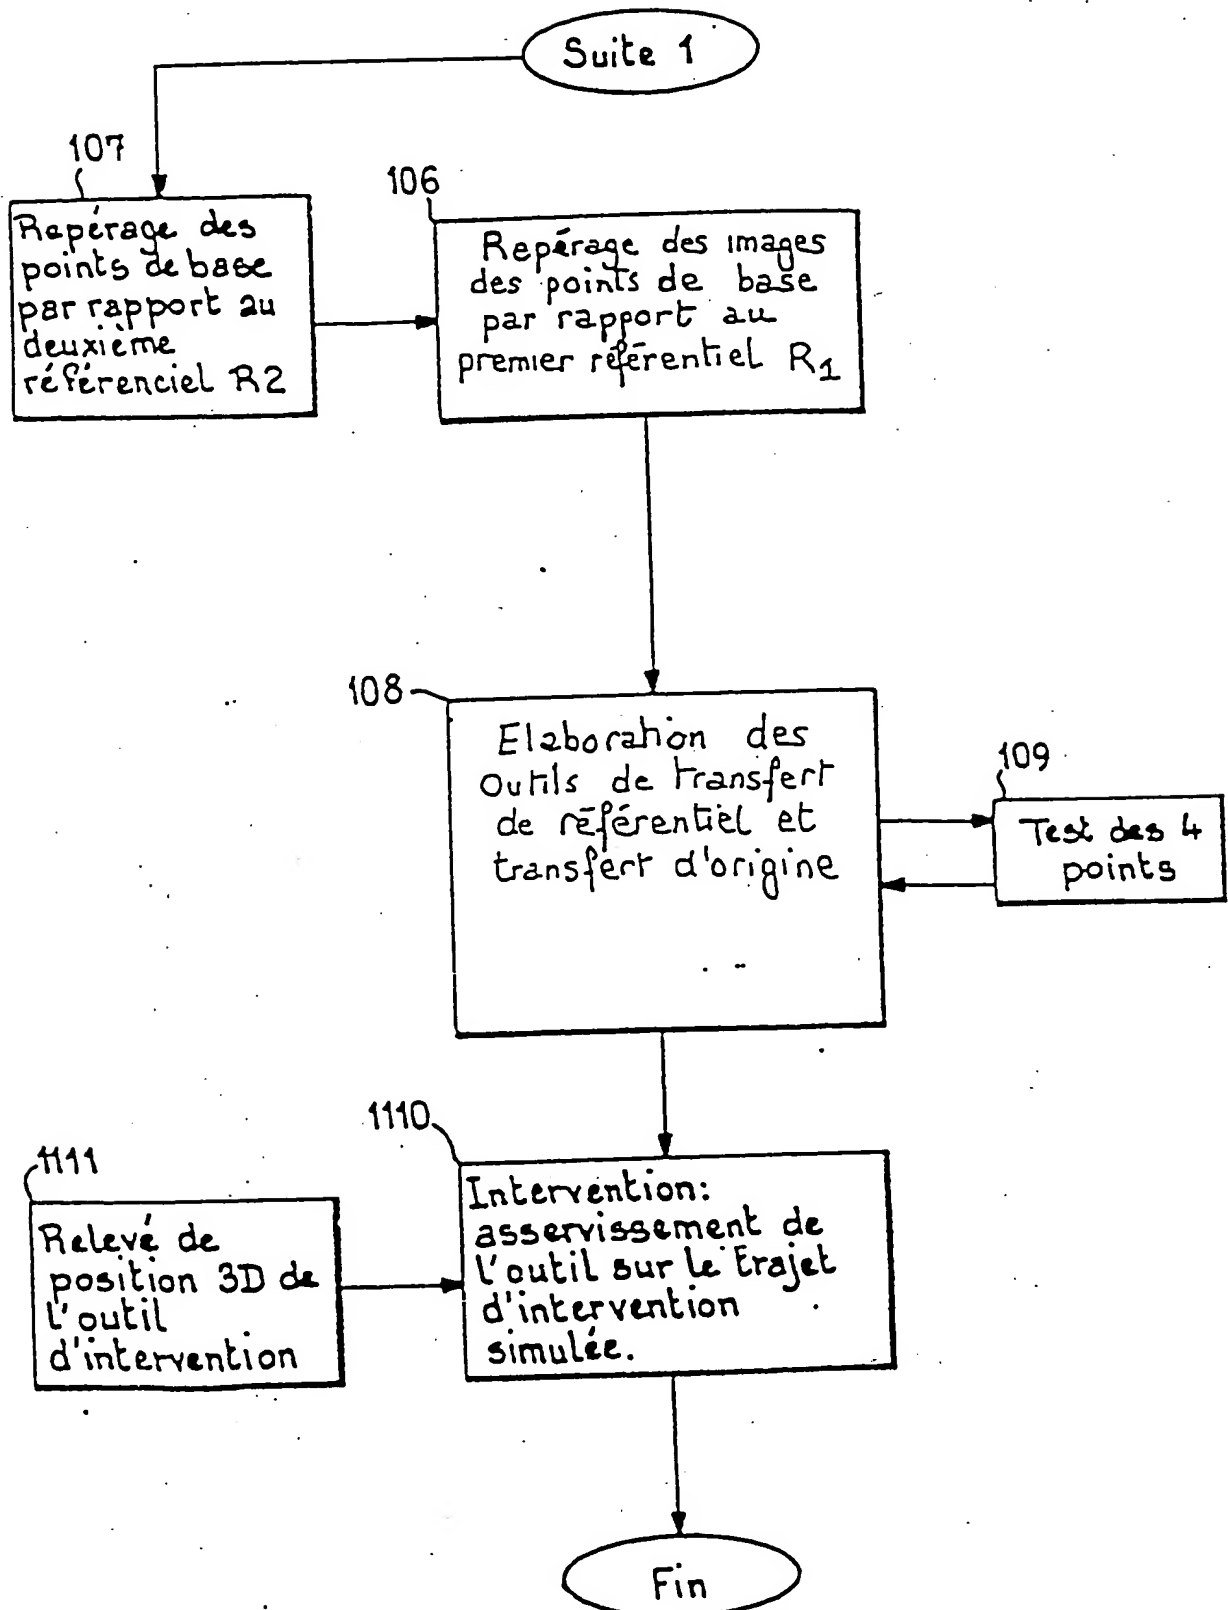 Suite 1
107
Repérage des
points de base
par rapport au
deuxième
référenciel R2
106
Repérage des images
des points de base
par rapport au
premier référentiel R1
108
Elaboration des
Outils de transfert
de référentiel et
transfert d'origine
109
Test des 4
points
1111
Relevé de
position 3D de
l'outil
d'intervention
1110
Intervention:
asservissement de
l'outil sur le trajet
d'intervention
simulée.
Fin